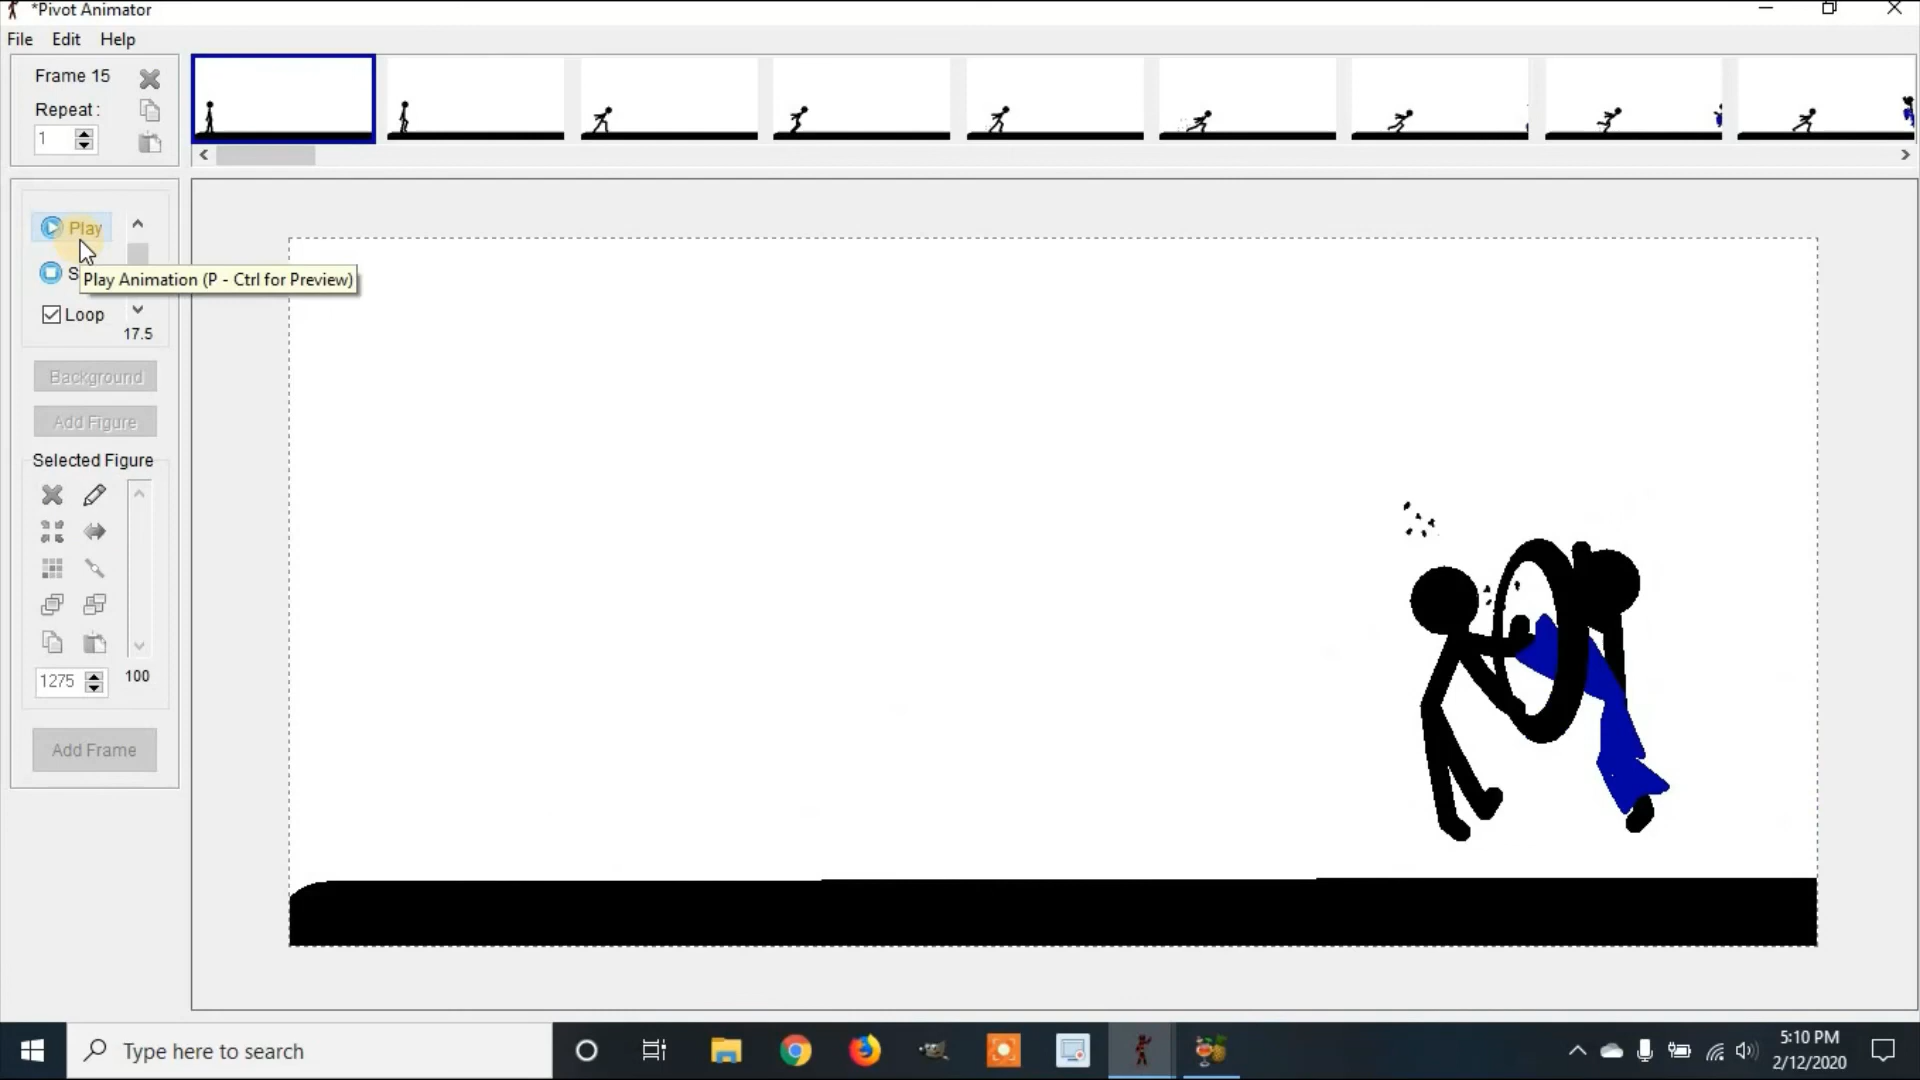 *Pivot Animator
File Edit Help
Frame 15
Repeat :
1
Play
S
Play Animation (P - Ctrl for Preview)
Loop
17.5
Background
Add Figure
Selected Figure
1275
100
Add Frame
Type here to search
5:10 PM
2/12/2020